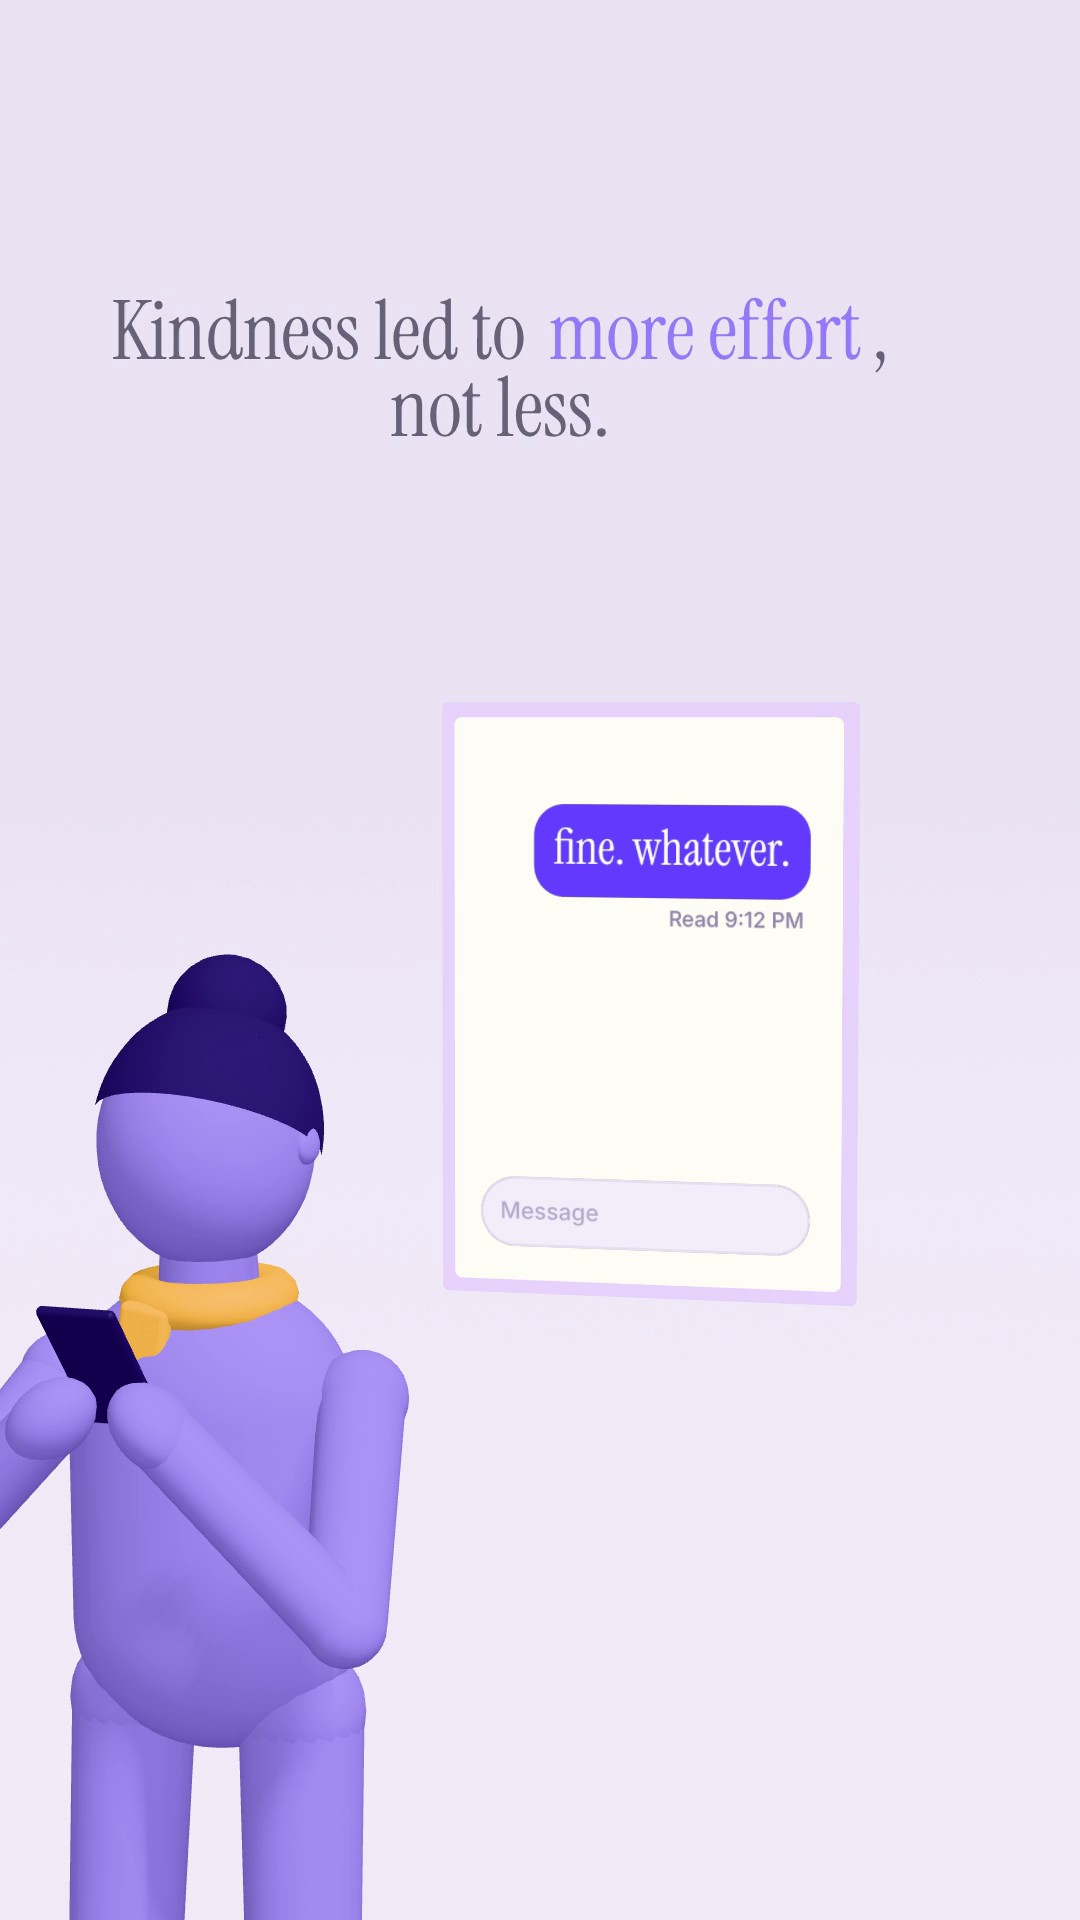 Kindness led to more effort,
not less.
fine. whatever.
Read 9:12 PM
Message